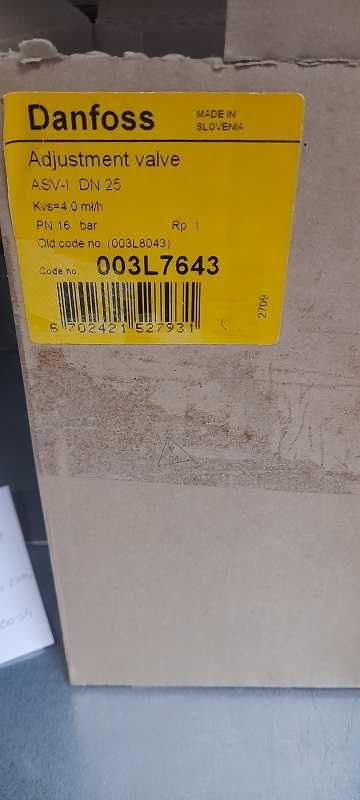 Danfoss
MADE IN
SLOVENIA
Adjustment valve
ASV-I DN 25
Kvs=4,0 m³/h
PN 16 bar Rp 1
Old code no. (003L8043)
Code no. 003L7643
5 702421 527931
2709